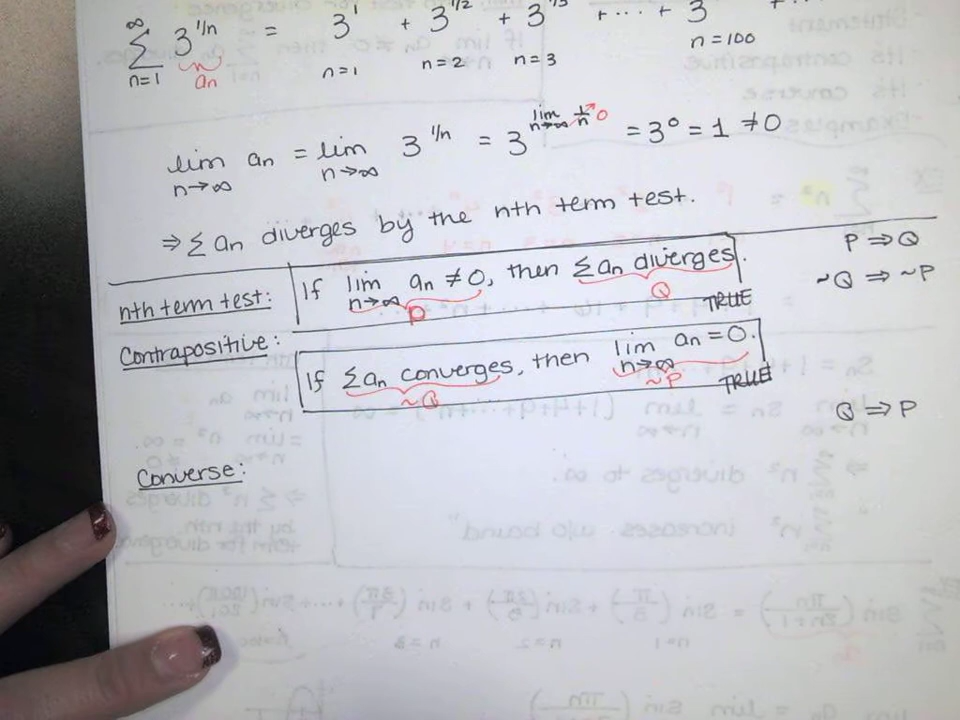 ∞
∑ 3^{1/n} = 3^1 + 3^{1/2} + 3^{1/3} + ... + 3
n=1 an n=1 n=2 n=3 n=100
lim an = lim 3^{1/n} = 3^{lim n→∞ 1/n → 0} = 3^0 = 1 ≠ 0
n→∞ n→∞
⇒ ∑ an diverges by the nth term test.
P ⇒ Q
nth term test: If lim an ≠ 0, then ∑ an diverges.
n→∞ P Q TRUE
~Q ⇒ ~P
Contrapositive: If ∑ an converges, then lim an = 0.
n→∞ ~Q ~P TRUE
Q ⇒ P
Converse: